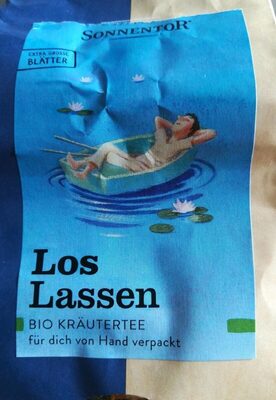 SONNENTOR®
EXTRA GROSSE
BLÄTTER
Los
Lassen
BIO KRÄUTERTEE
für dich von Hand verpackt